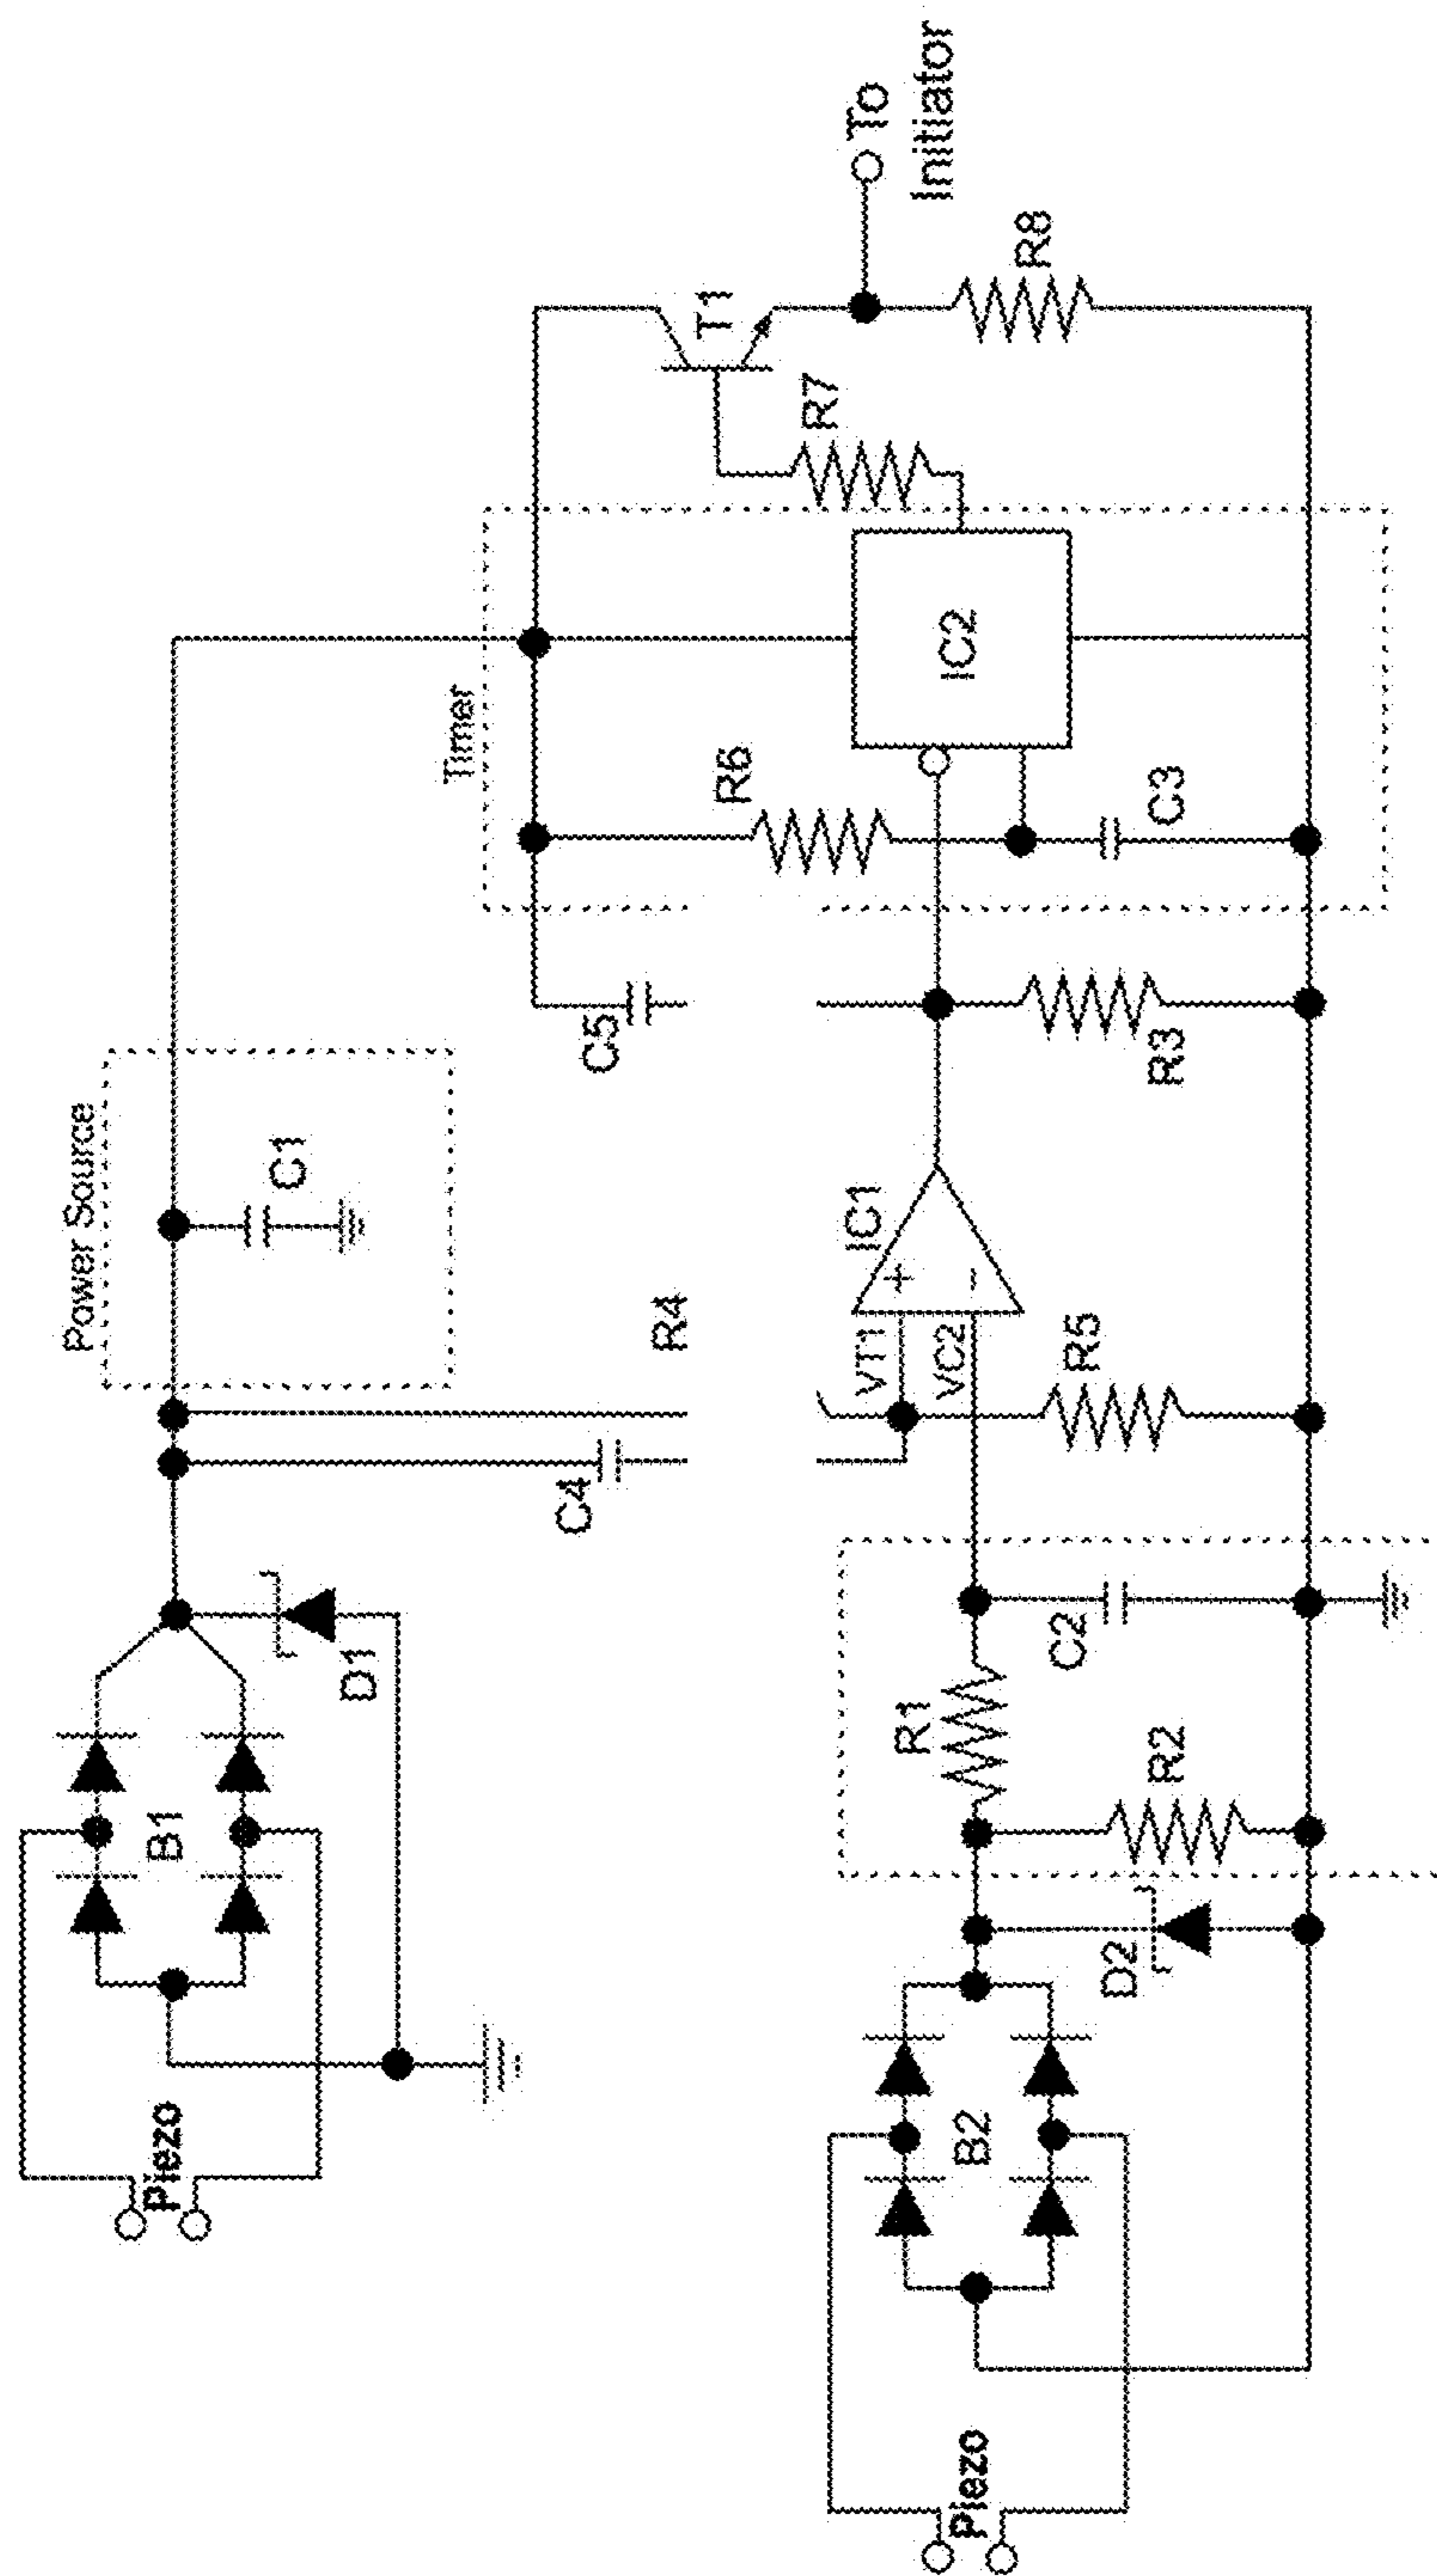 Piezo
B1
D1
Power Source
C1
C4
R4
C5
Timer
R6
IC2
C3
R7
T1
To
Initiator
R8
Piezo
B2
D2
R1
R2
C2
VT1
VC2
+
-
IC1
R5
R3